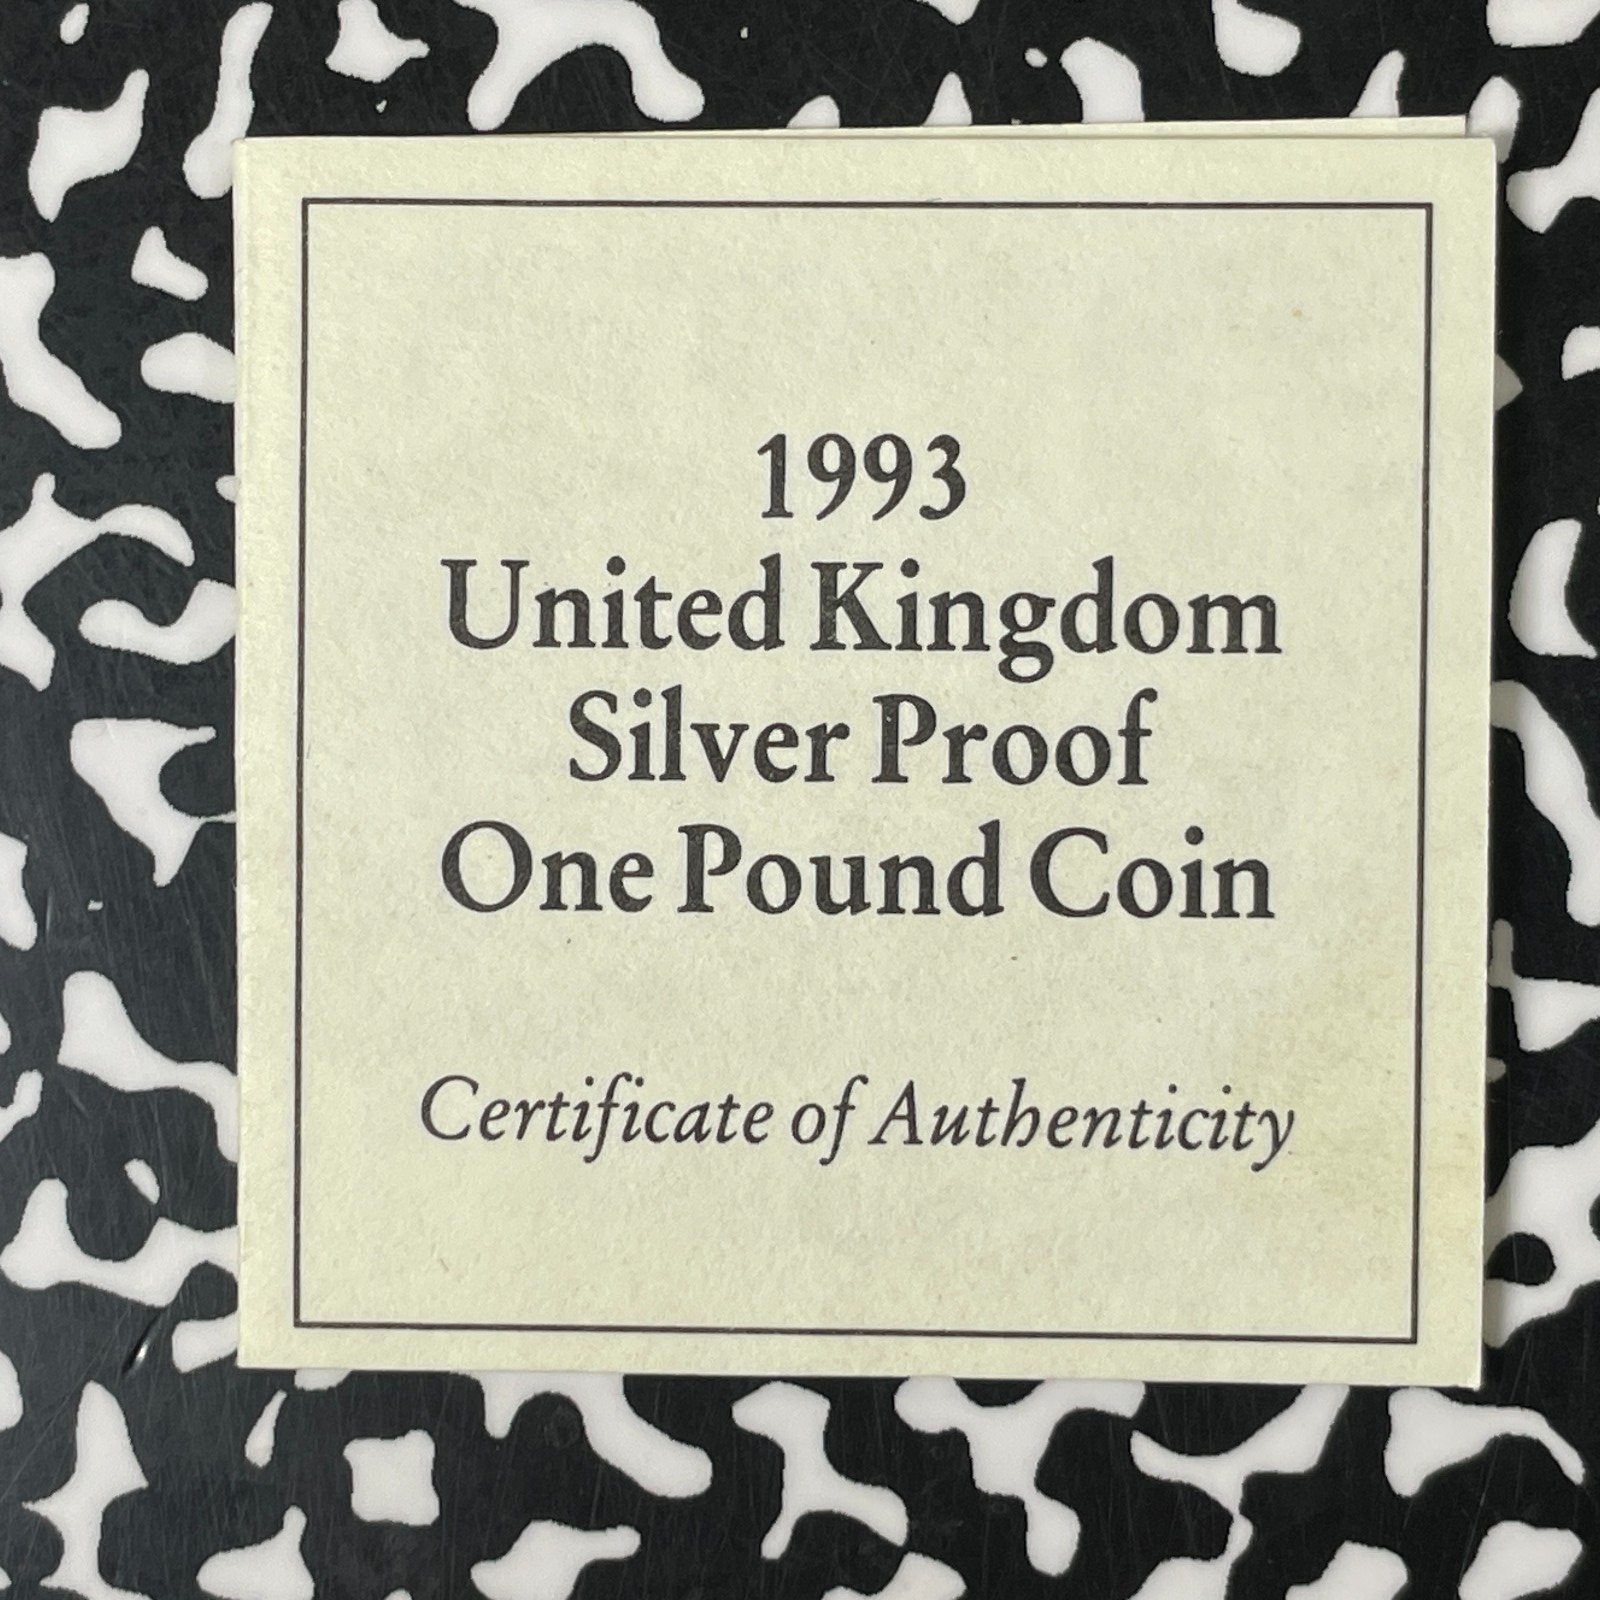 1993
United Kingdom
Silver Proof
One Pound Coin
Certificate of Authenticity